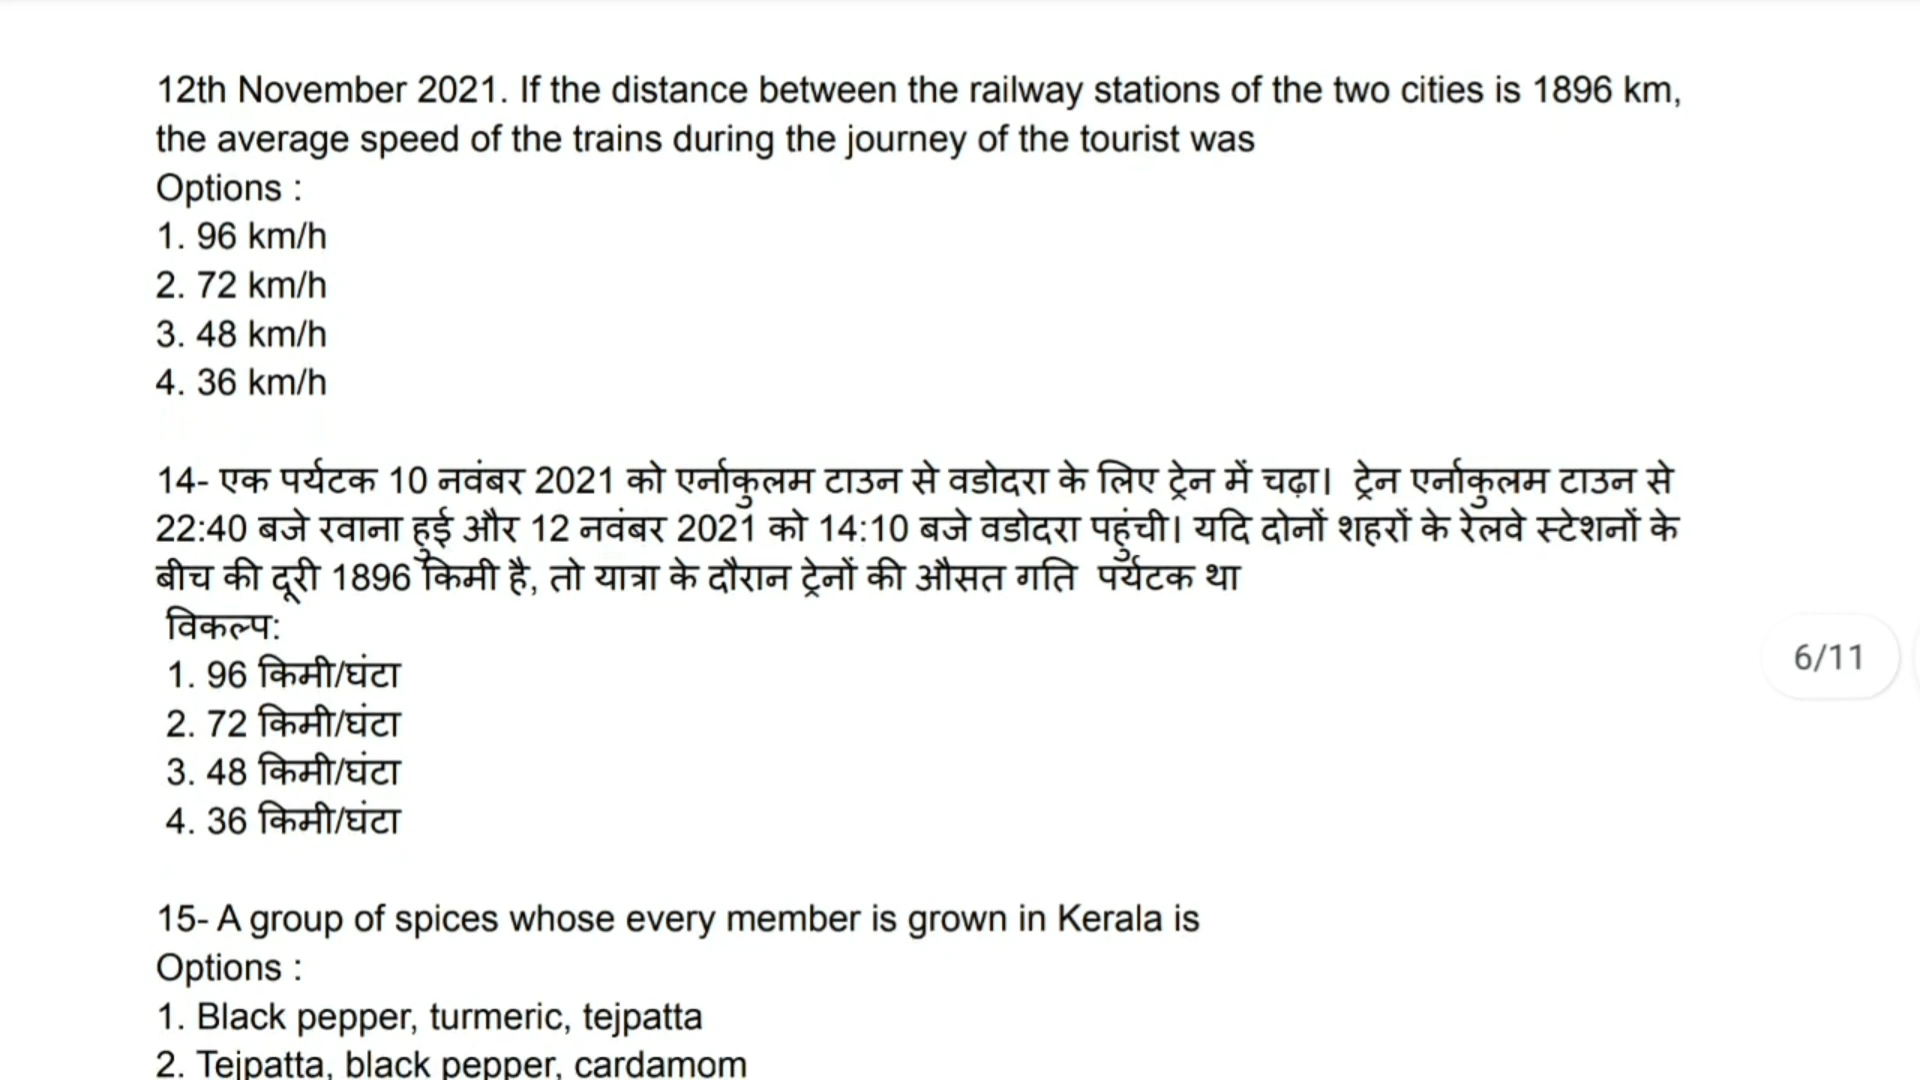 12th November 2021. If the distance between the railway stations of the two cities is 1896 km,
the average speed of the trains during the journey of the tourist was
Options :
1. 96 km/h
2. 72 km/h
3. 48 km/h
4. 36 km/h
14- एक पर्यटक 10 नवंबर 2021 को एर्नाकुलम टाउन से वडोदरा के लिए ट्रेन में चढ़ा। ट्रेन एर्नाकुलम टाउन से
22:40 बजे रवाना हुई और 12 नवंबर 2021 को 14:10 बजे वडोदरा पहुंची। यदि दोनों शहरों के रेलवे स्टेशनों के
बीच की दूरी 1896 किमी है, तो यात्रा के दौरान ट्रेनों की औसत गति पर्यटक था
विकल्प:
1. 96 किमी/घंटा
2. 72 किमी/घंटा
3. 48 किमी/घंटा
4. 36 किमी/घंटा
6/11
15- A group of spices whose every member is grown in Kerala is
Options :
1. Black pepper, turmeric, tejpatta
2. Tejpatta, black pepper, cardamom